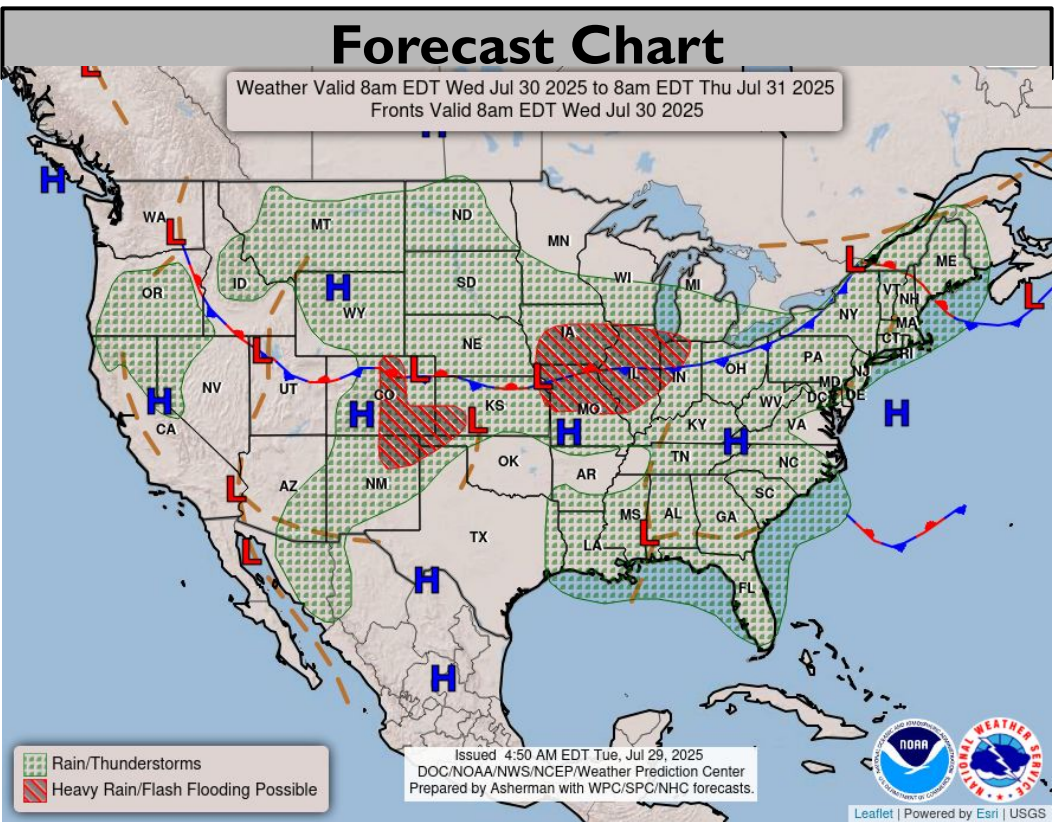 Forecast Chart
Weather Valid 8am EDT Wed Jul 30 2025 to 8am EDT Thu Jul 31 2025
Fronts Valid 8am EDT Wed Jul 30 2025
L
H
H
WA
L
MT
ND
MN
OR
ID
H
WY
SD
WI
MI
L
ME
VT
NH
NY
MA
CT
RI
L
L
NV
UT
NE
IA
IL
IN
OH
PA
NJ
MD
DE
DC
H
CA
H
CO
L
L
KS
L
MO
H
KY
WV
VA
H
H
L
AZ
NM
OK
AR
TN
NC
SC
L
TX
LA
MS
L
AL
GA
FL
H
H
Rain/Thunderstorms
Heavy Rain/Flash Flooding Possible
Issued 4:50 AM EDT Tue, Jul 29, 2025
DOC/NOAA/NWS/NCEP/Weather Prediction Center
Prepared by Asherman with WPC/SPC/NHC forecasts.
NOAA
NATIONAL WEATHER SERVICE
Leaflet | Powered by Esri | USGS